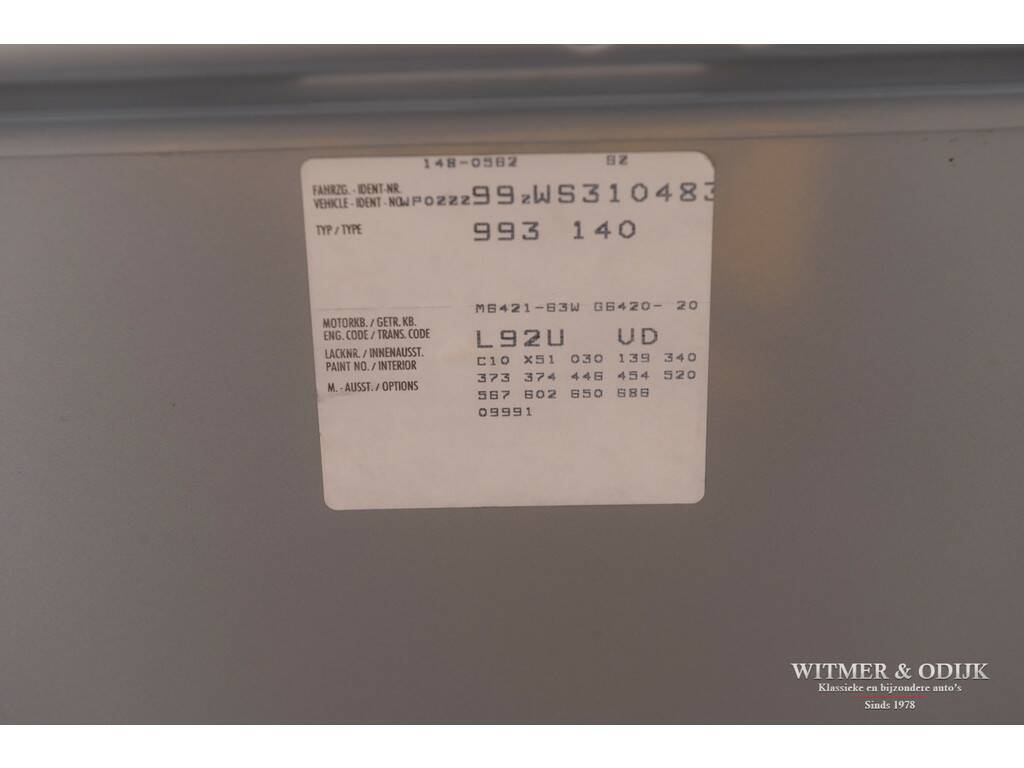 148-0562 82
FAHRZG. - IDENT-NR.
VEHICLE - IDENT - NO WP0ZZZ99zWS310483
TYP / TYPE 993 140
M6421-63W G6420- 20
MOTORKB. / GETR. KB.
ENG. CODE / TRANS. CODE L92U VD
LACKNR. / INNENAUSST. C10 X51 030 139 340
PAINT NO. / INTERIOR 373 374 446 454 520
M. - AUSST. / OPTIONS 567 602 650 686
09991
WITMER & ODIJK
Klassieke en bijzondere auto's
Sinds 1978